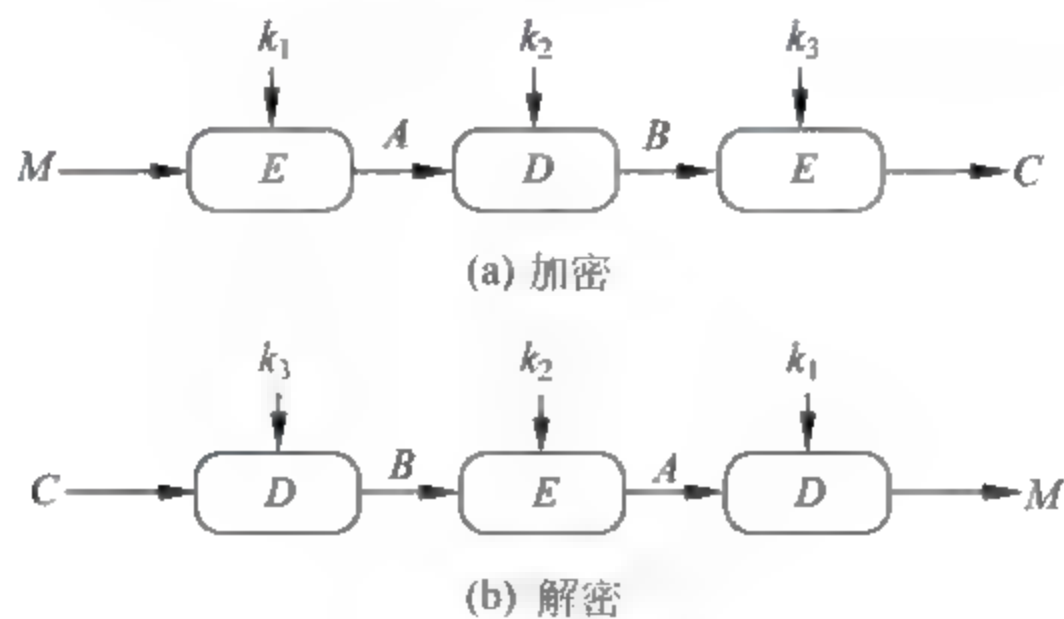 k₁ k₂ k₃
M E A D B E C
(a) 加密
k₃ k₂ k₁
C D B E A D M
(b) 解密